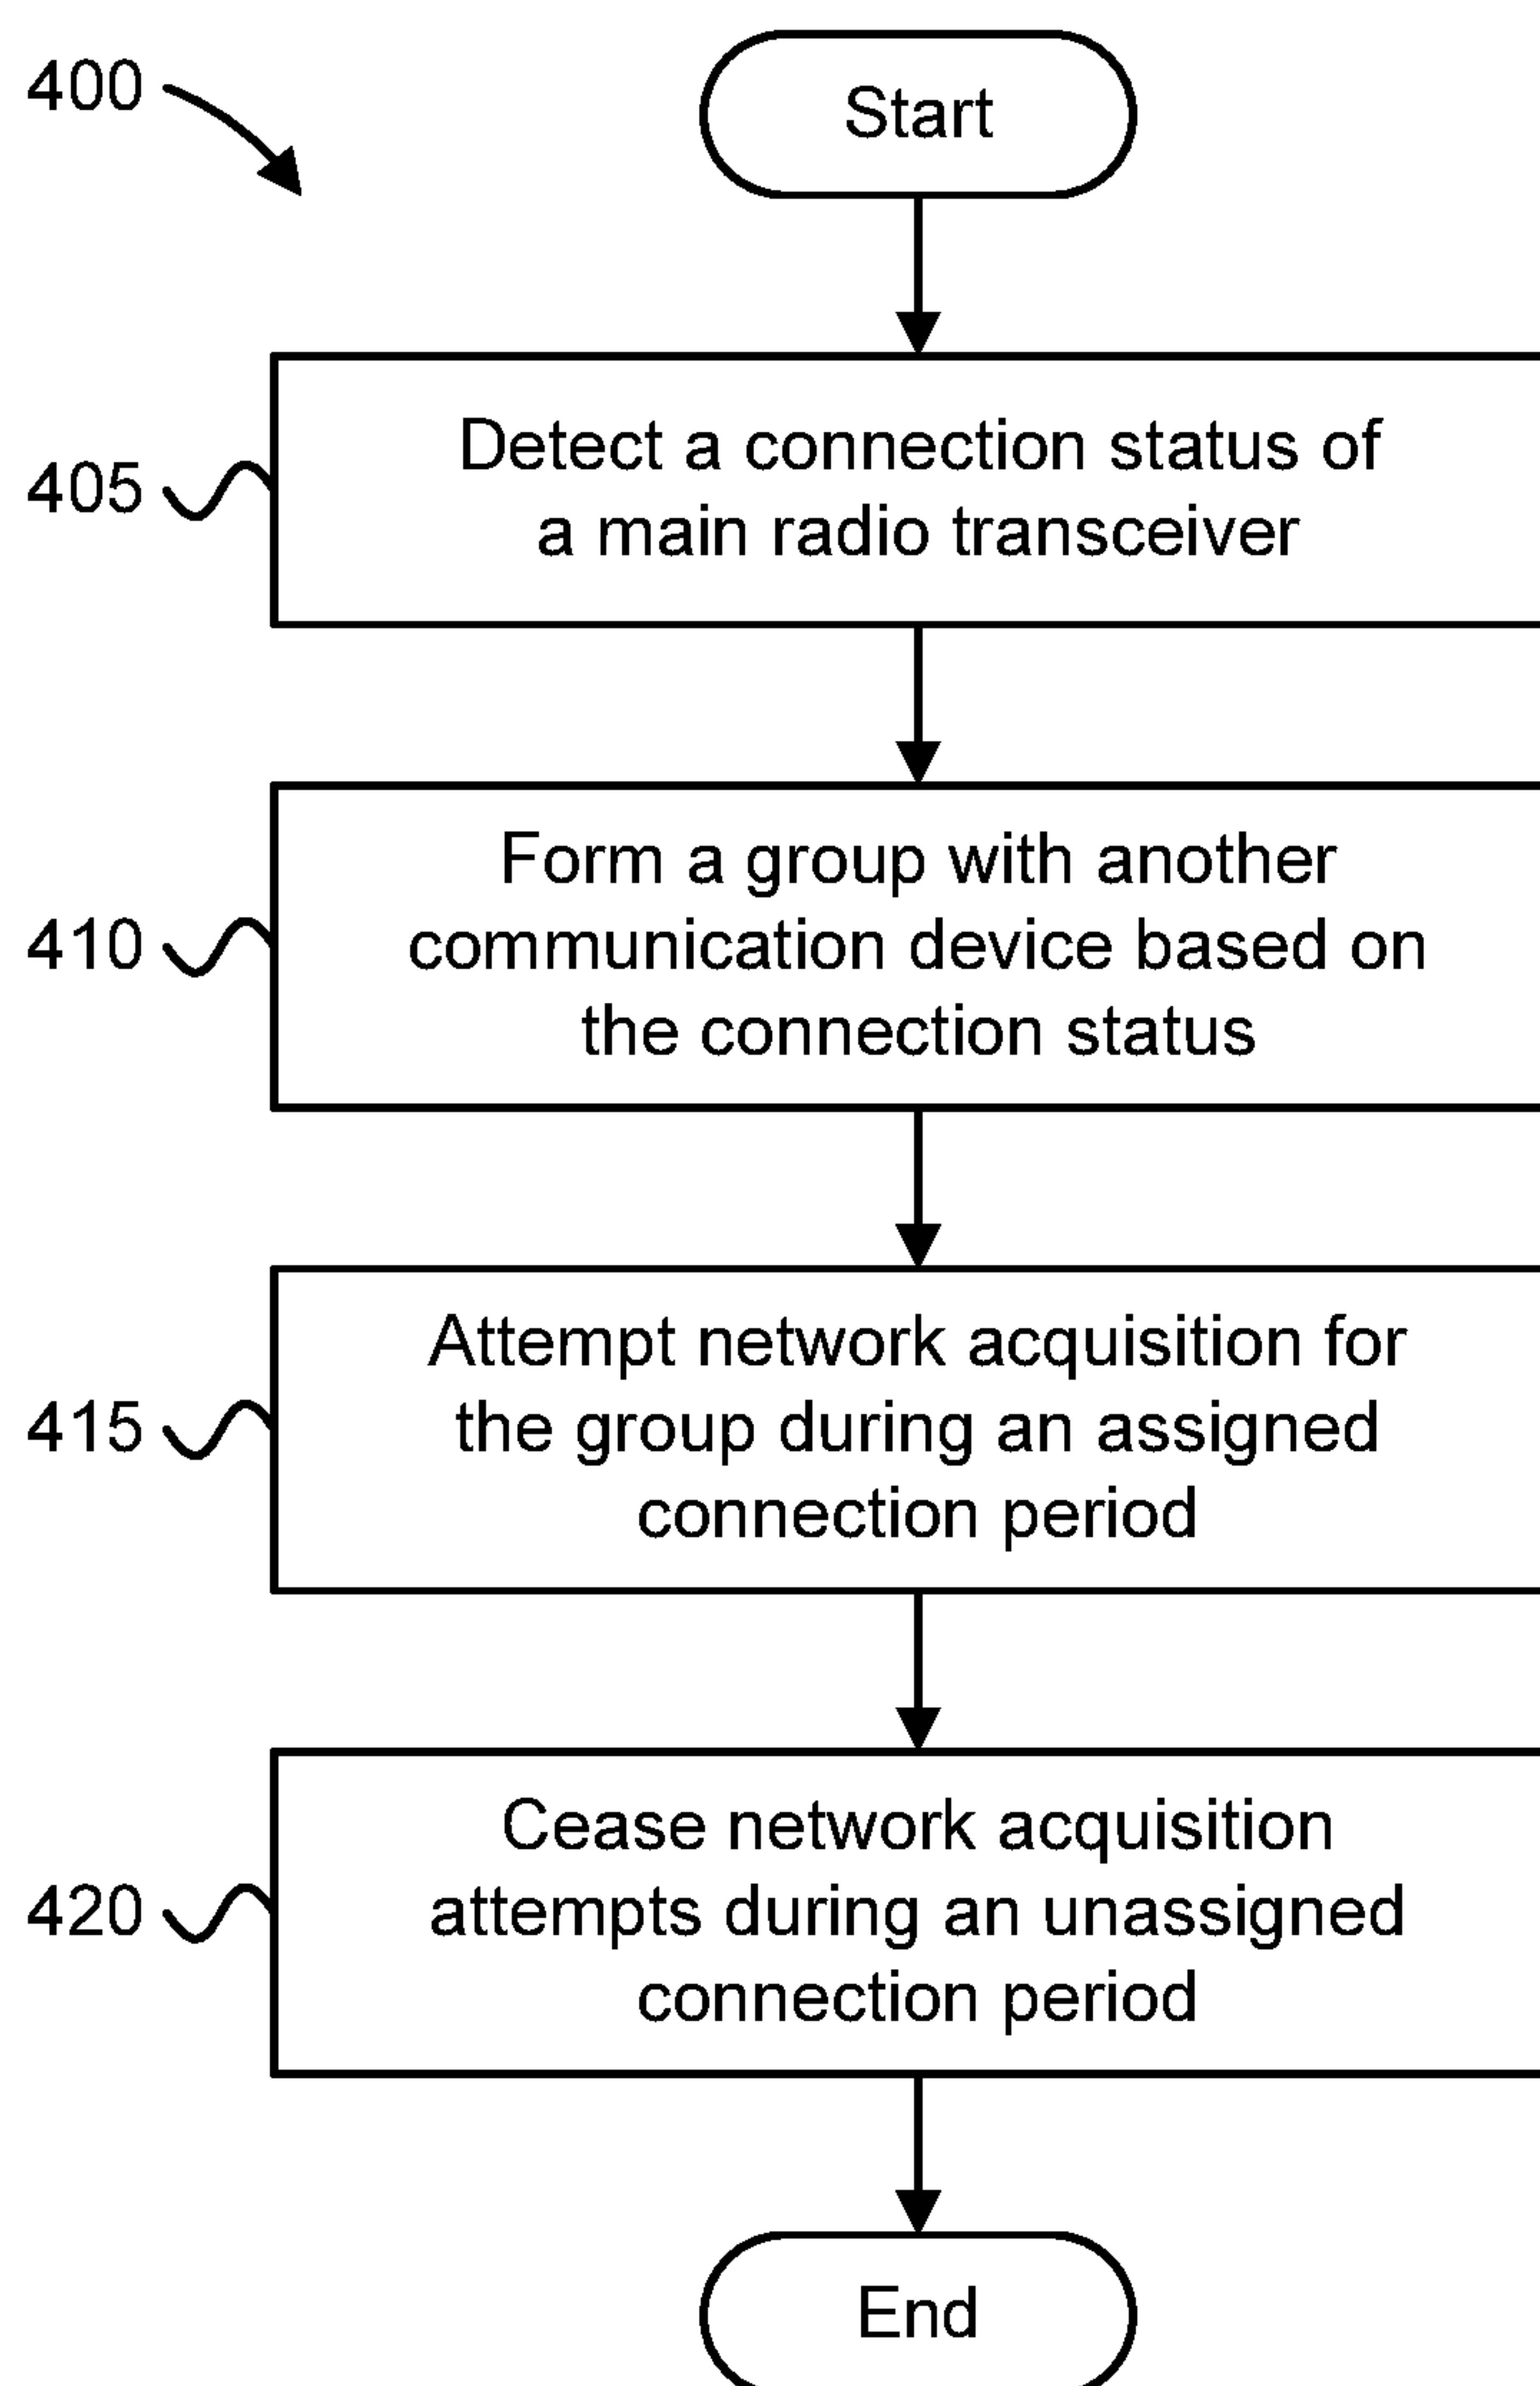 400
Start
405
Detect a connection status of
a main radio transceiver
410
Form a group with another
communication device based on
the connection status
415
Attempt network acquisition for
the group during an assigned
connection period
420
Cease network acquisition
attempts during an unassigned
connection period
End